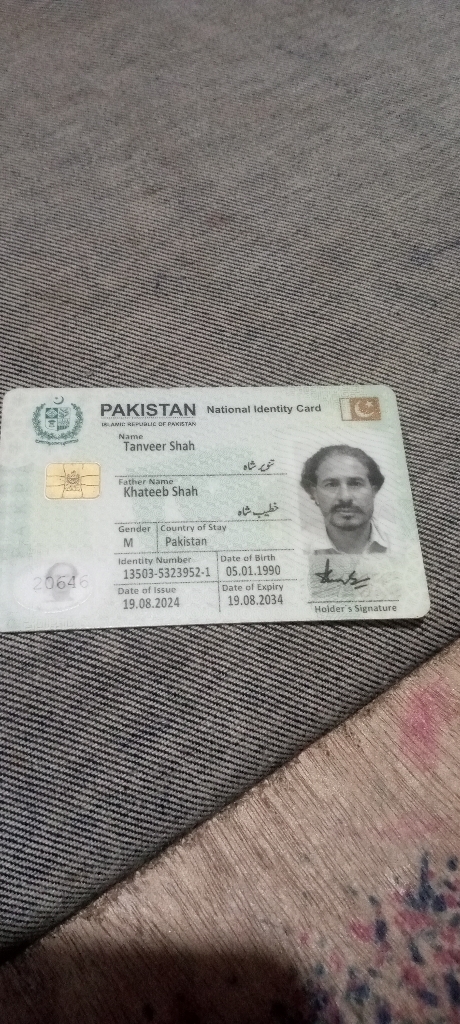 PAKISTAN National Identity Card
ISLAMIC REPUBLIC OF PAKISTAN
Name
Tanveer Shah
تنویر شاہ
Father Name
Khateeb Shah
خطیب شاہ
Gender Country of Stay
M Pakistan
Identity Number Date of Birth
13503-5323952-1 05.01.1990
Date of Issue Date of Expiry
19.08.2024 19.08.2034
20646
Holder's Signature